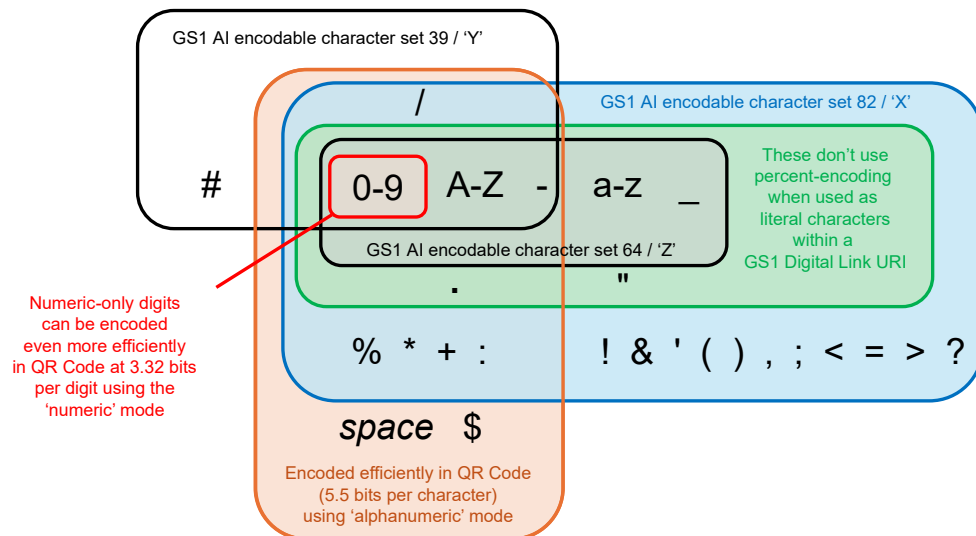 GS1 AI encodable character set 39 / ‘Y’
/
GS1 AI encodable character set 82 / ‘X’
# 0-9 A-Z - a-z _
These don’t use
percent-encoding
when used as
literal characters
within a
GS1 Digital Link URI
GS1 AI encodable character set 64 / ‘Z’
. "
Numeric-only digits
can be encoded
even more efficiently
in QR Code at 3.32 bits
per digit using the
‘numeric’ mode
% * + : ! & ' ( ) , ; < = > ?
space $
Encoded efficiently in QR Code
(5.5 bits per character)
using ‘alphanumeric’ mode